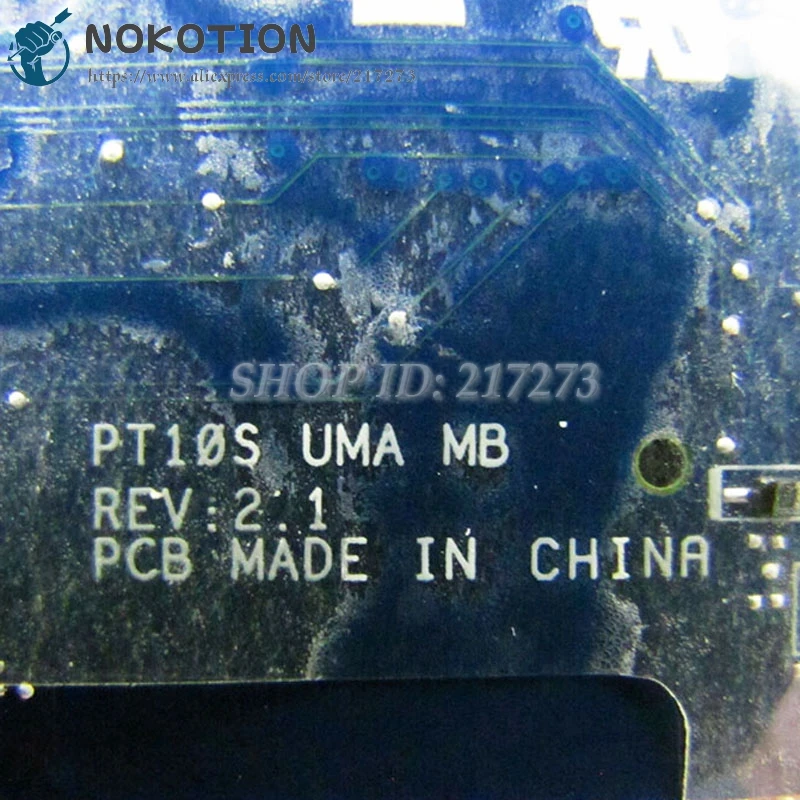 NOKOTION
https://www.aliexpress.com/store/217273
SHOP ID: 217273
PT10S UMA MB
REV:2.1
PCB MADE IN CHINA